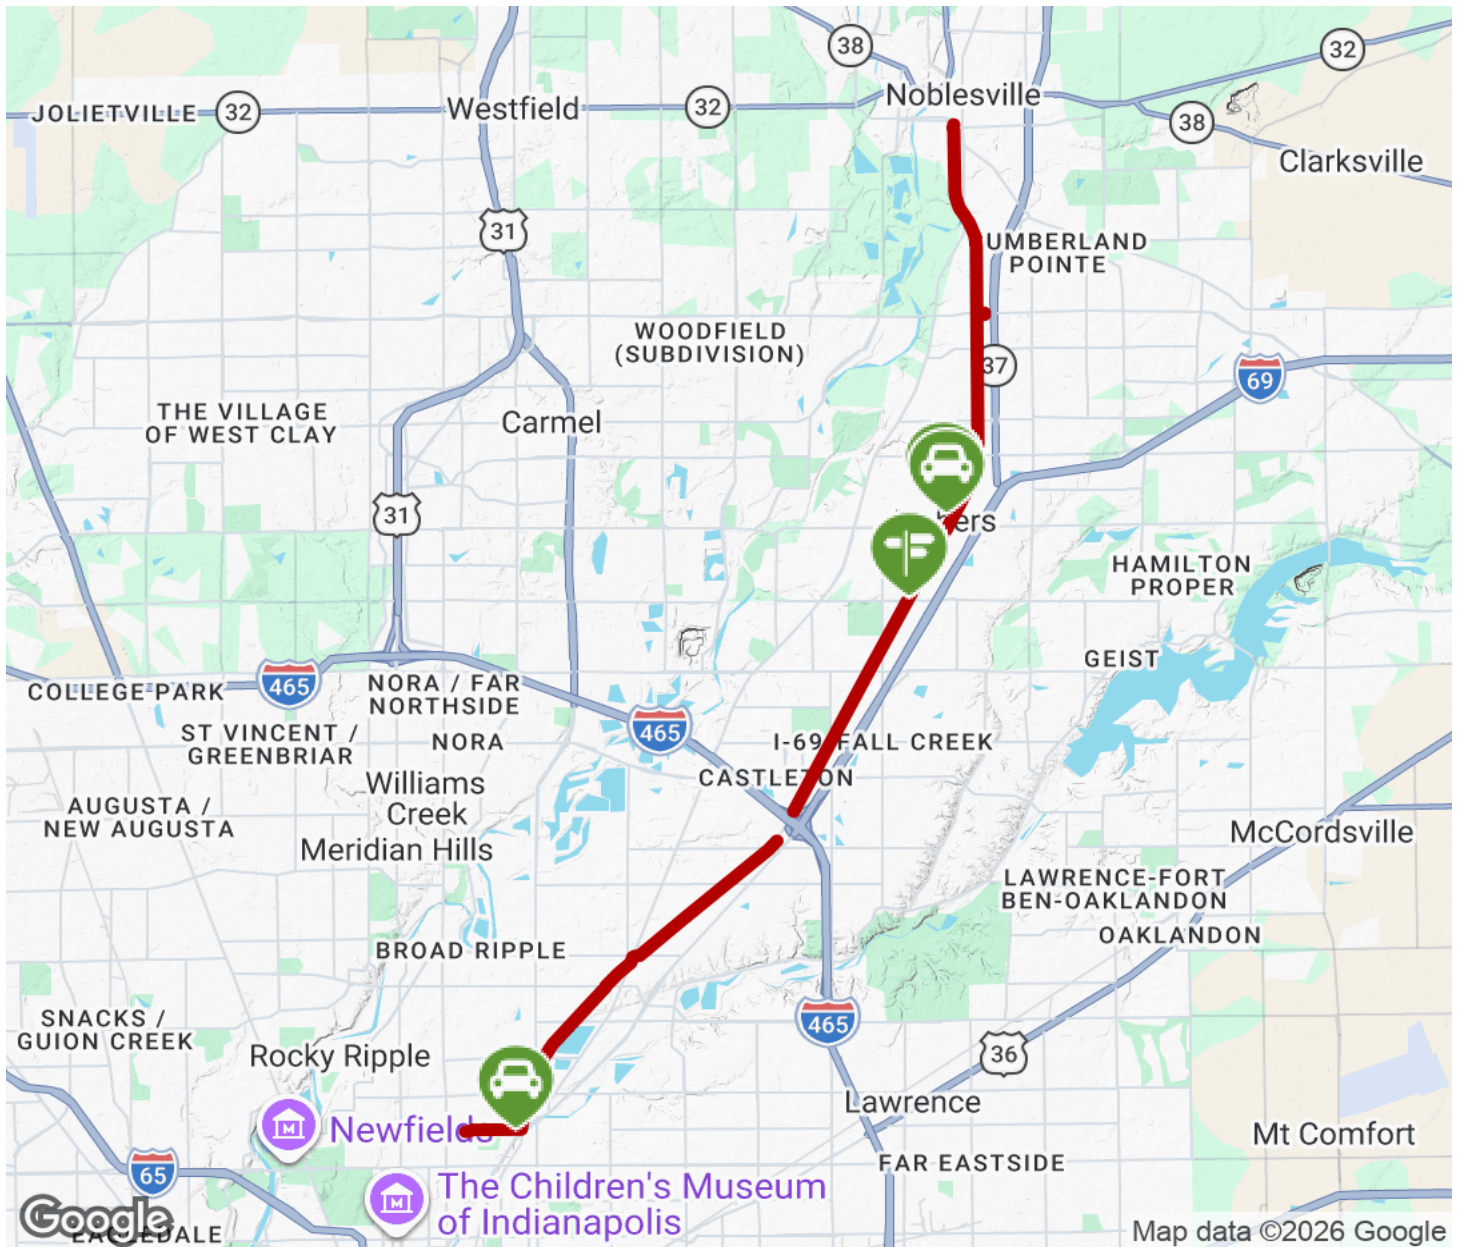 38
32
Noblesville
JOLIETVILLE
32
Westfield
32
38
Clarksville
31
UMBERLAND
POINTE
WOODFIELD
(SUBDIVISION)
37
69
THE VILLAGE
OF WEST CLAY
Carmel
31
hers
HAMILTON
PROPER
GEIST
465
COLLEGE PARK
NORA / FAR
NORTHSIDE
ST VINCENT /
GREENBRIAR
NORA
465
I-69 FALL CREEK
CASTLETON
Williams
Creek
AUGUSTA /
NEW AUGUSTA
Meridian Hills
McCordsville
LAWRENCE-FORT
BEN-OAKLANDON
OAKLANDON
BROAD RIPPLE
SNACKS /
GUION CREEK
465
36
Rocky Ripple
Lawrence
Newfields
Mt Comfort
65
FAR EASTSIDE
The Children's Museum
of Indianapolis
Google
EAGLEDALE
Map data ©2026 Google